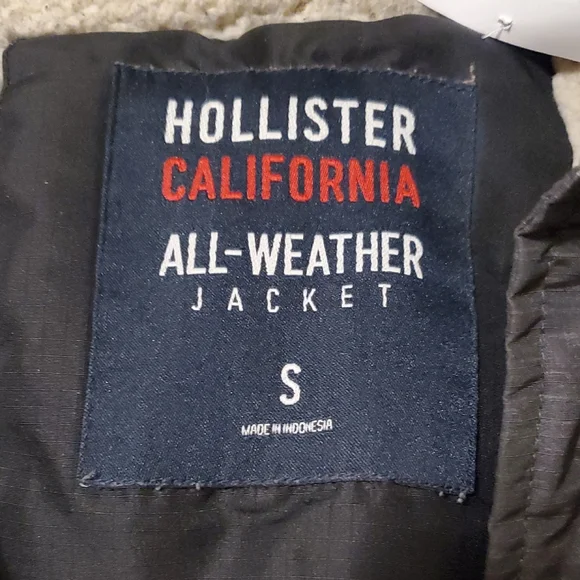 HOLLISTER
CALIFORNIA
ALL-WEATHER
JACKET
S
MADE IN INDONESIA